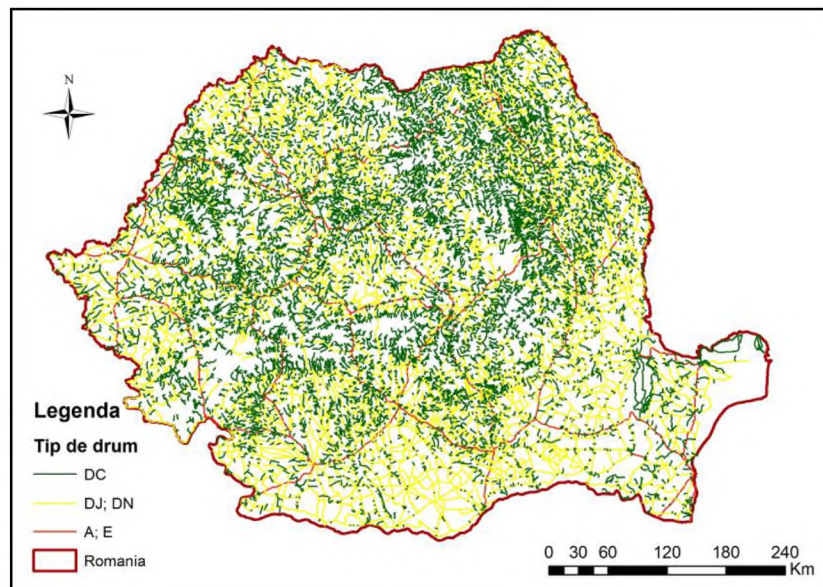 N
Legenda
Tip de drum
DC
DJ; DN
A; E
Romania
0 30 60 120 180 240
Km